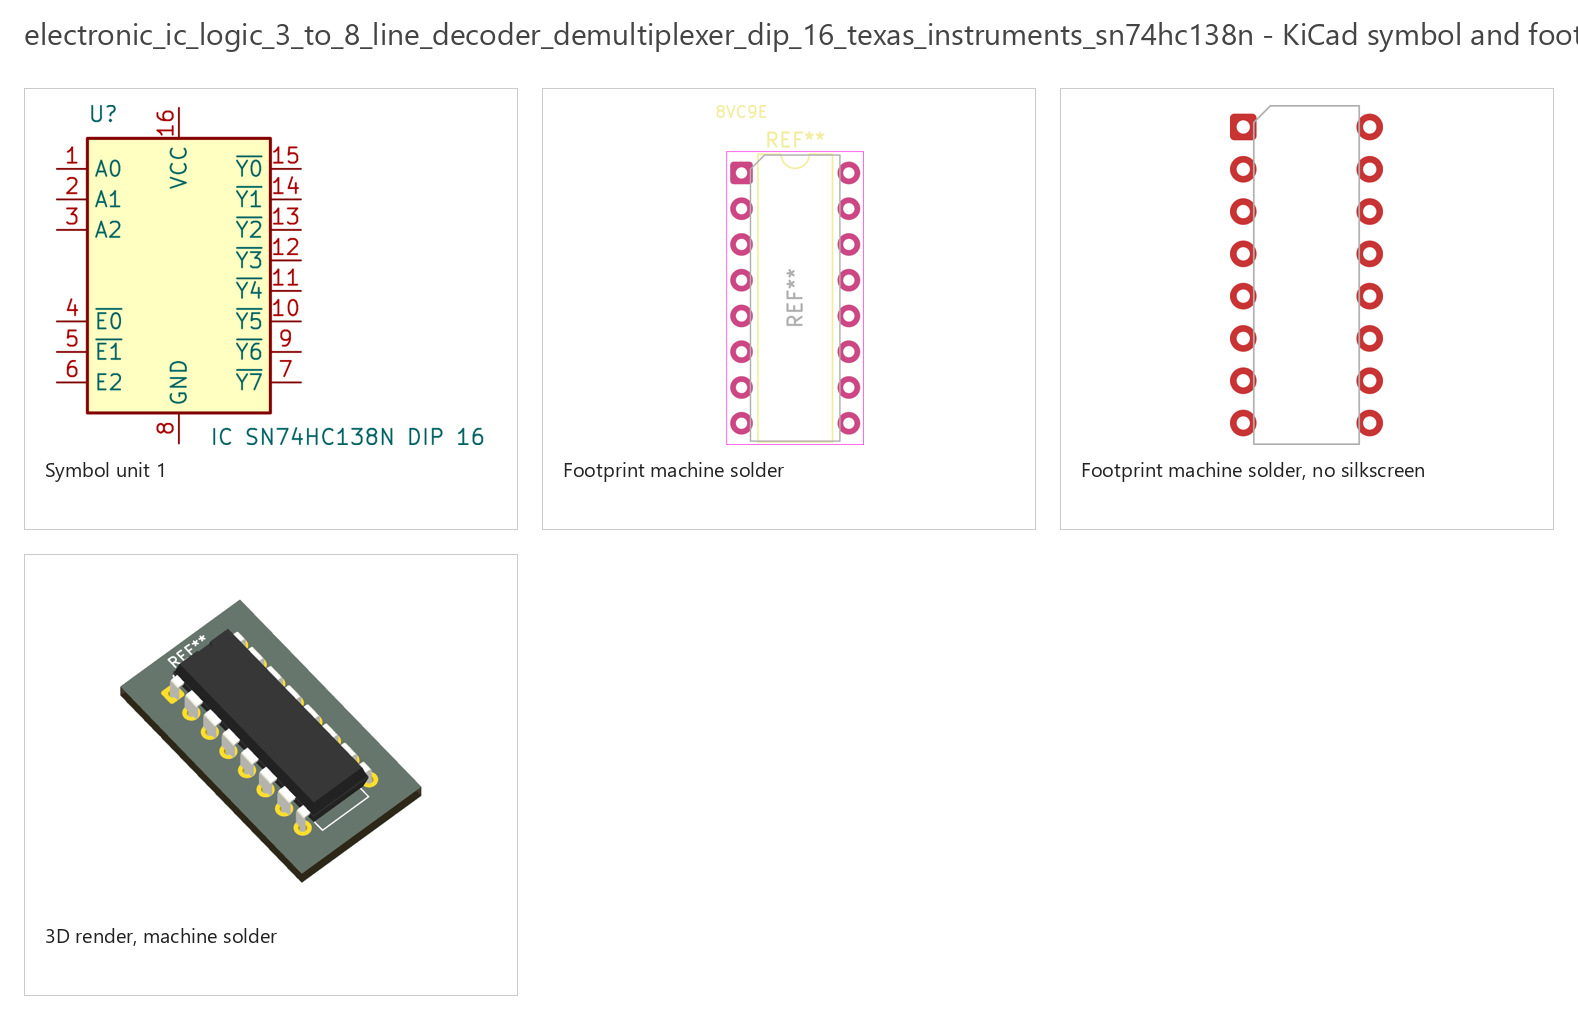 electronic_ic_logic_3_to_8_line_decoder_demultiplexer_dip_16_texas_instruments_sn74hc138n - KiCad symbol and foot
U?
16
VCC
1 A0 Y0 15
2 A1 Y1 14
3 A2 Y2 13
Y3 12
Y4 11
4 E0 Y5 10
5 E1 Y6 9
6 E2 Y7 7
GND
8
IC SN74HC138N DIP 16
Symbol unit 1
8VC9E
REF**
REF**
Footprint machine solder
Footprint machine solder, no silkscreen
REF**
3D render, machine solder